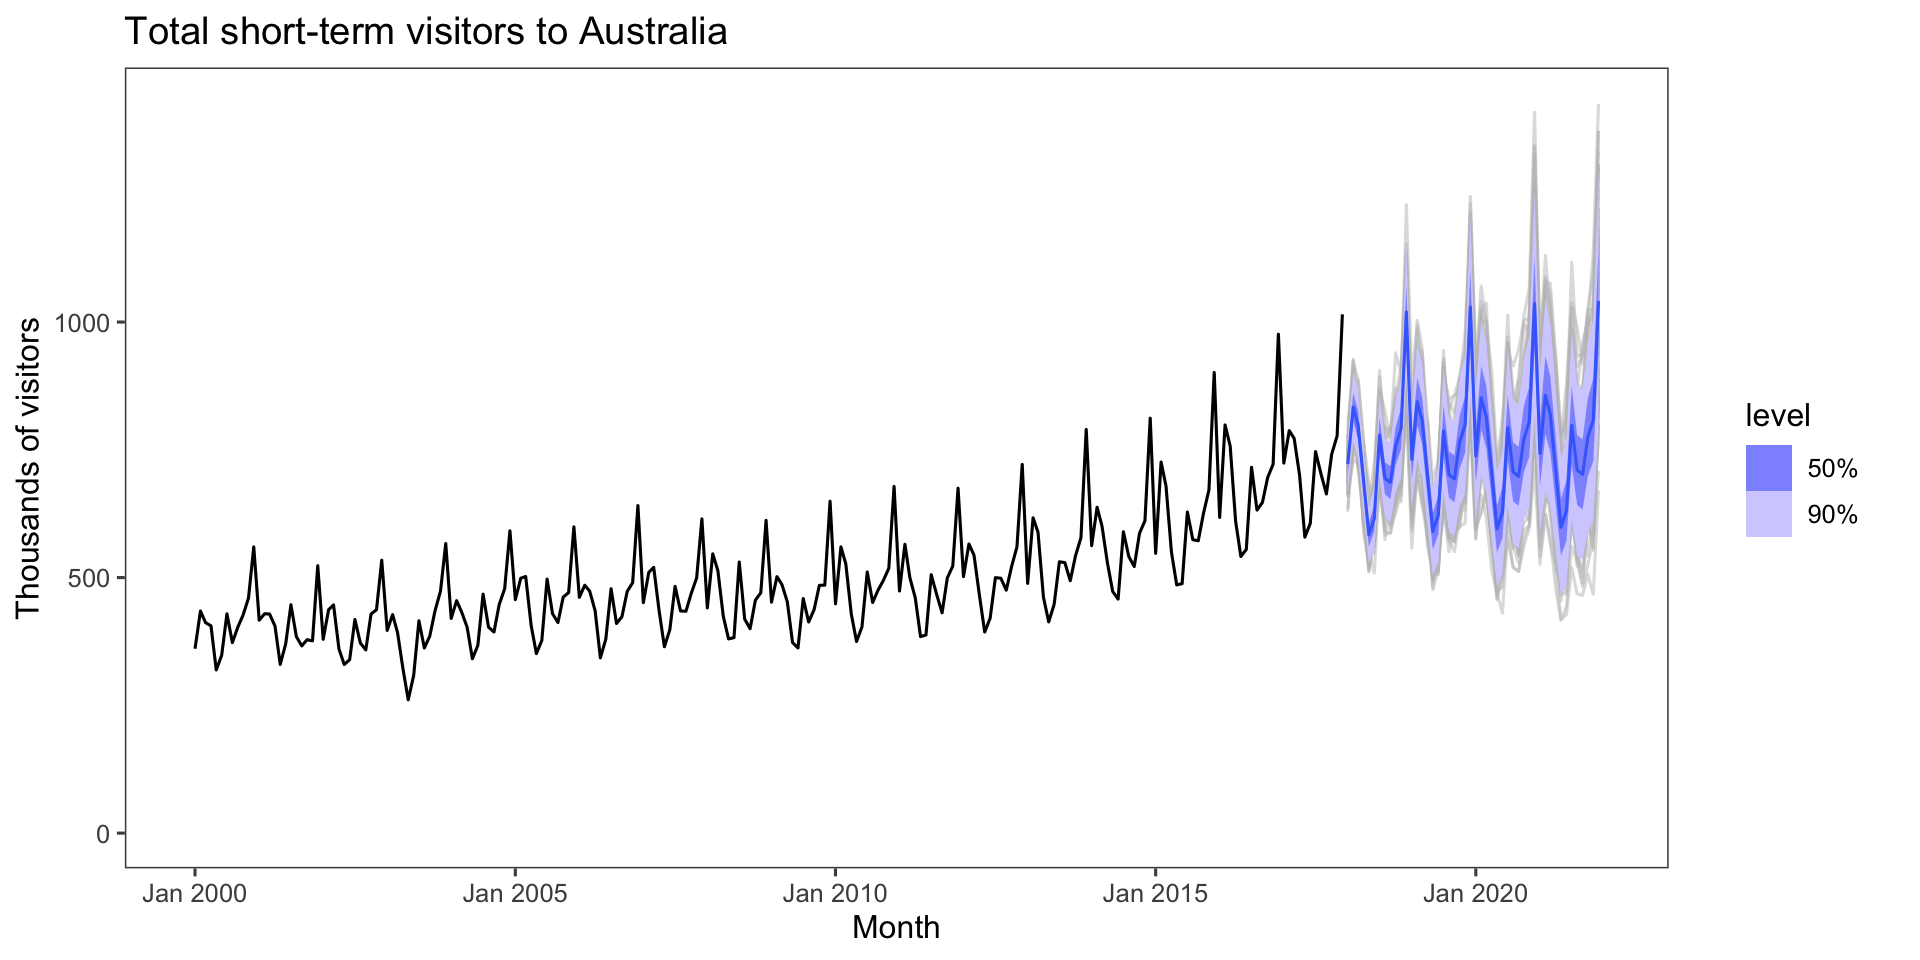 Total short-term visitors to Australia
Thousands of visitors
1000
500
0
Jan 2000
Jan 2005
Jan 2010
Jan 2015
Jan 2020
Month
level
50%
90%